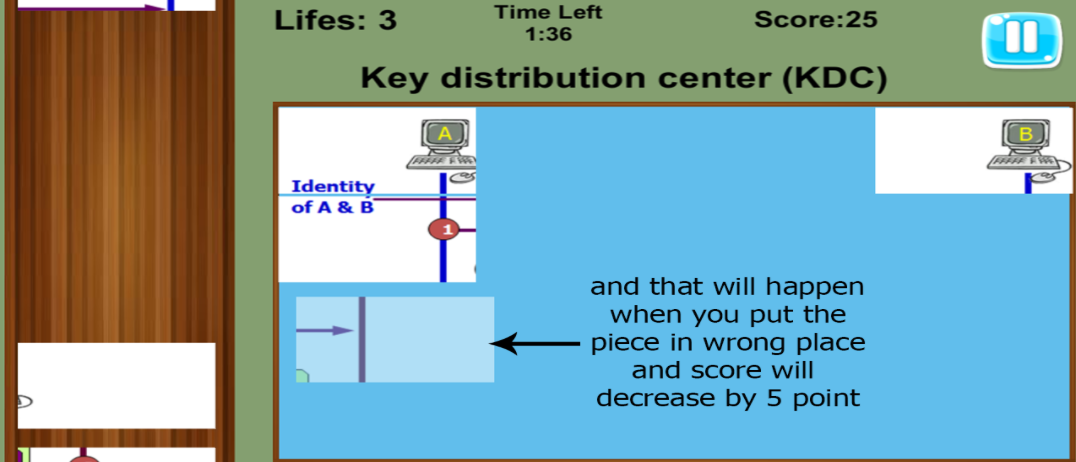 Lifes: 3
Time Left
1:36
Score:25
Key distribution center (KDC)
A
B
Identity
of A & B
1
and that will happen
when you put the
piece in wrong place
and score will
decrease by 5 point